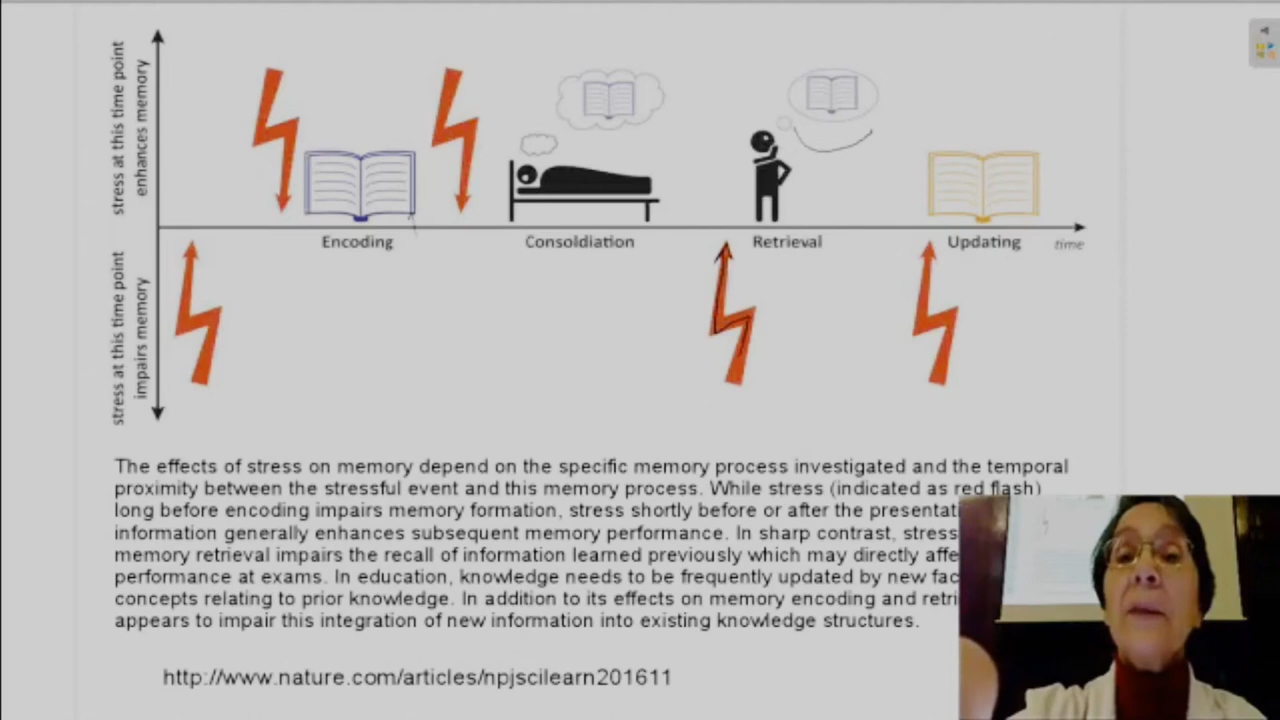 stress at this time point
enhances memory
stress at this time point
impairs memory
Encoding
Consoldiation
Retrieval
Updating
time
The effects of stress on memory depend on the specific memory process investigated and the temporal
proximity between the stressful event and this memory process. While stress (indicated as red flash)
long before encoding impairs memory formation, stress shortly before or after the presentati
information generally enhances subsequent memory performance. In sharp contrast, stress
memory retrieval impairs the recall of information learned previously which may directly affe
performance at exams. In education, knowledge needs to be frequently updated by new fac
concepts relating to prior knowledge. In addition to its effects on memory encoding and retri
appears to impair this integration of new information into existing knowledge structures.
http://www.nature.com/articles/npjscilearn201611